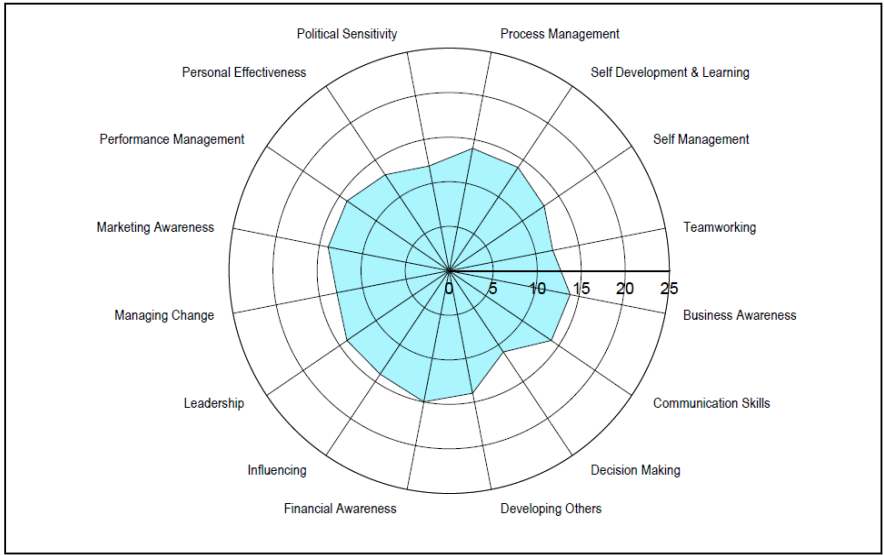 Political Sensitivity
Process Management
Personal Effectiveness
Self Development & Learning
Performance Management
Self Management
Marketing Awareness
Teamworking
0 5 10 15 20 25
Managing Change
Business Awareness
Leadership
Communication Skills
Influencing
Decision Making
Financial Awareness
Developing Others